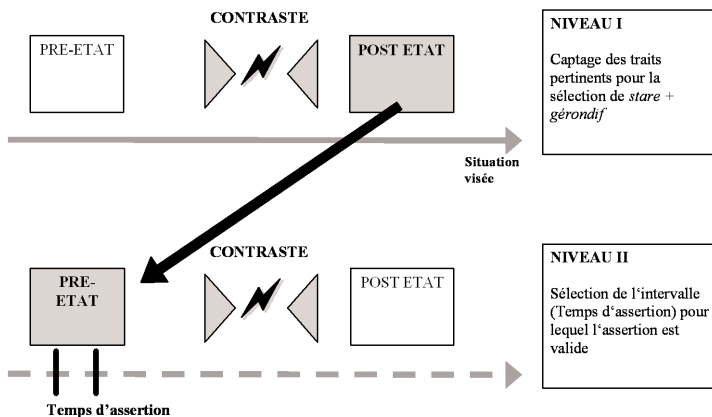 CONTRASTE
PRE-ETAT
POST ETAT
Situation
visée
NIVEAU I
Captage des traits
pertinents pour la
sélection de stare +
gérondif
CONTRASTE
PRE-
ETAT
POST ETAT
Temps d'assertion
NIVEAU II
Sélection de l‘intervalle
(Temps d‘assertion) pour
lequel l‘assertion est
valide